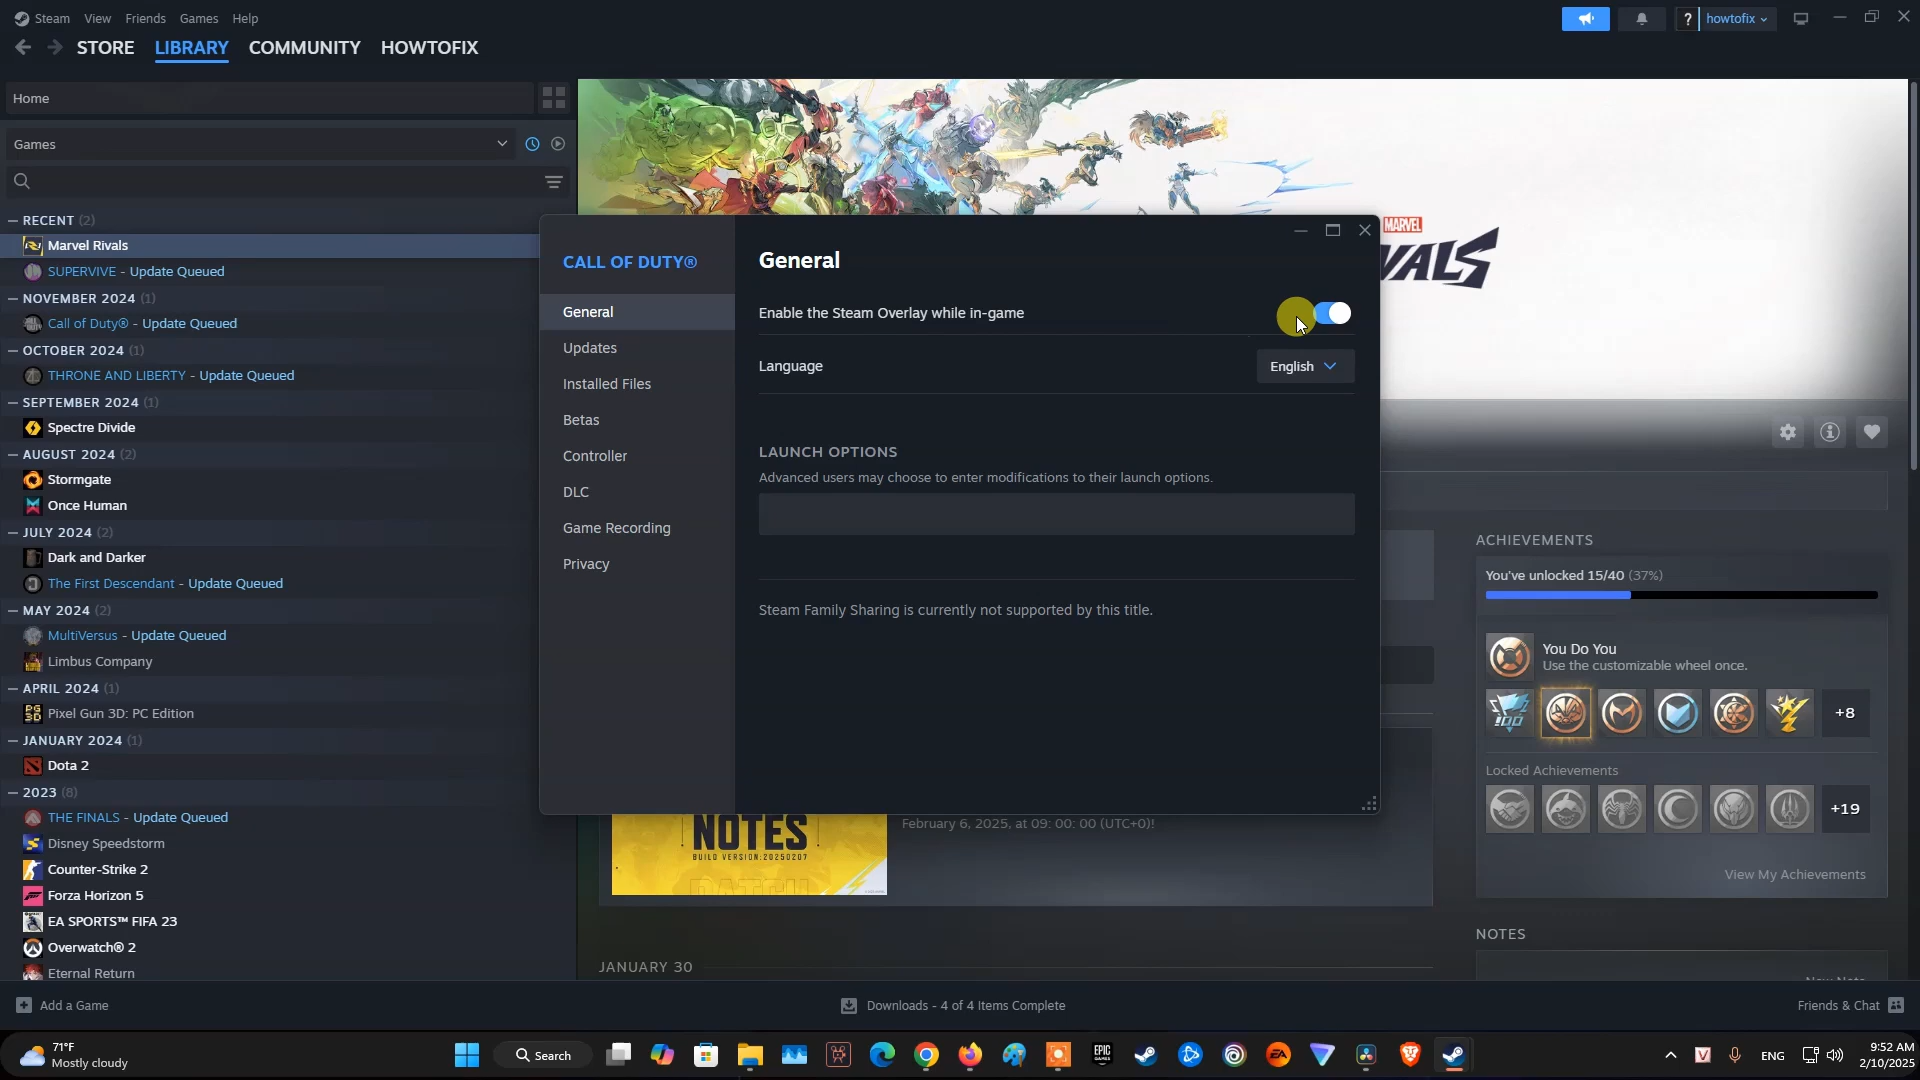 Steam View Friends Games Help
? howtofix
STORE LIBRARY COMMUNITY HOWTOFIX
Home
Games
— RECENT (2)
Marvel Rivals
SUPERVIVE - Update Queued
— NOVEMBER 2024 (1)
Call of Duty® - Update Queued
— OCTOBER 2024 (1)
THRONE AND LIBERTY - Update Queued
— SEPTEMBER 2024 (1)
Spectre Divide
— AUGUST 2024 (2)
Stormgate
Once Human
— JULY 2024 (2)
Dark and Darker
The First Descendant - Update Queued
— MAY 2024 (2)
MultiVersus - Update Queued
Limbus Company
— APRIL 2024 (1)
Pixel Gun 3D: PC Edition
— JANUARY 2024 (1)
Dota 2
— 2023 (8)
THE FINALS - Update Queued
Disney Speedstorm
Counter-Strike 2
Forza Horizon 5
EA SPORTS™ FIFA 23
Overwatch® 2
Eternal Return
MARVEL
CALL OF DUTY®
General
Updates
Installed Files
Betas
Controller
DLC
Game Recording
Privacy
General
Enable the Steam Overlay while in-game
Language English
LAUNCH OPTIONS
Advanced users may choose to enter modifications to their launch options.
Steam Family Sharing is currently not supported by this title.
NOTES
BUILD VERSION:20250207
PATCH
February 6, 2025, at 09: 00: 00 (UTC+0)!
JANUARY 30
ACHIEVEMENTS
You've unlocked 15/40 (37%)
You Do You
Use the customizable wheel once.
+8
Locked Achievements
+19
View My Achievements
NOTES
Add a Game
Downloads - 4 of 4 Items Complete
Friends & Chat
71°F
Mostly cloudy
Search
EPIC
GAMES
EA
V
ENG
9:52 AM
2/10/2025